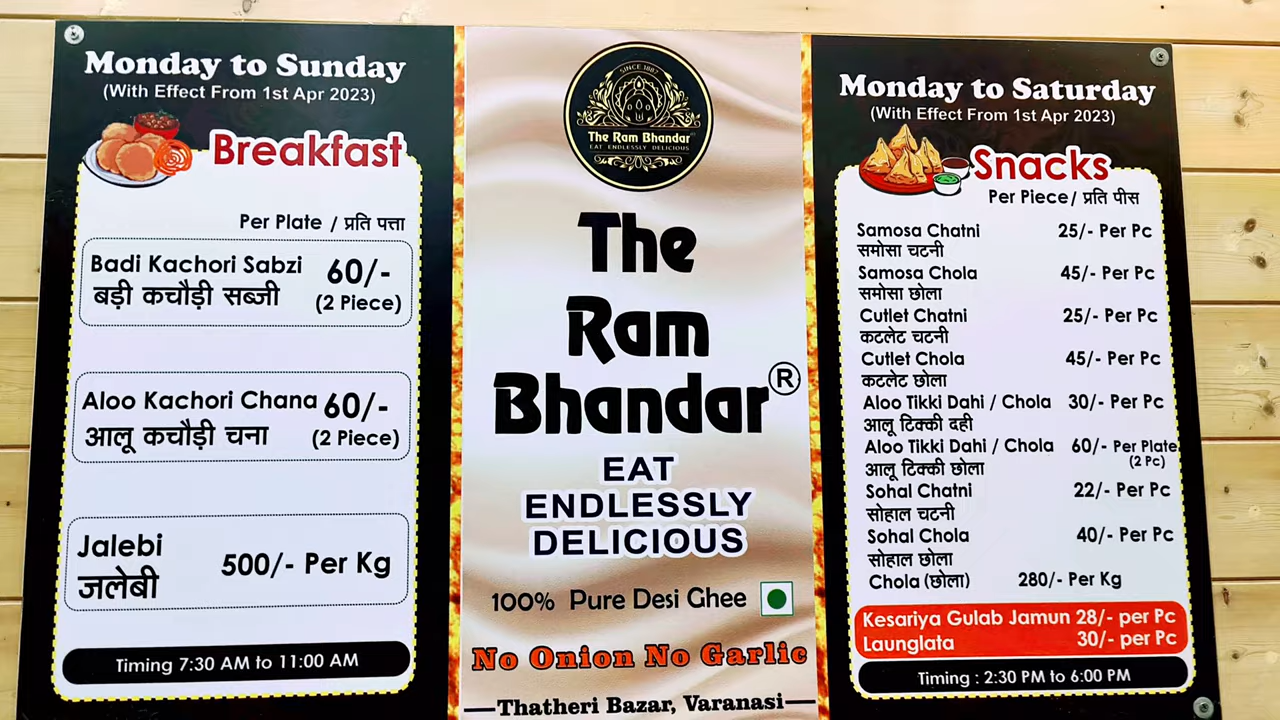 Monday to Sunday
(With Effect From 1st Apr 2023)
Breakfast
Per Plate / प्रति पत्ता
Badi Kachori Sabzi 60/-
बड़ी कचौड़ी सब्जी (2 Piece)
Aloo Kachori Chana 60/-
आलू कचौड़ी चना (2 Piece)
Jalebi 500/- Per Kg
जलेबी
Timing 7:30 AM to 11:00 AM
SINCE 1887
The Ram Bhandar
EAT ENDLESSLY DELICIOUS
The
Ram
Bhandar®
EAT
ENDLESSLY
DELICIOUS
100% Pure Desi Ghee
No Onion No Garlic
—Thatheri Bazar, Varanasi—
Monday to Saturday
(With Effect From 1st Apr 2023)
Snacks
Per Piece/ प्रति पीस
Samosa Chatni 25/- Per Pc
समोसा चटनी
Samosa Chola 45/- Per Pc
समोसा छोला
Cutlet Chatni 25/- Per Pc
कटलेट चटनी
Cutlet Chola 45/- Per Pc
कटलेट छोला
Aloo Tikki Dahi / Chola 30/- Per Pc
आलू टिक्की दही
Aloo Tikki Dahi / Chola 60/- Per Plate
आलू टिक्की छोला (2 Pc)
Sohal Chatni 22/- Per Pc
सोहाल चटनी
Sohal Chola 40/- Per Pc
सोहाल छोला
Chola (छोला) 280/- Per Kg
Kesariya Gulab Jamun 28/- per Pc
Launglata 30/- per Pc
Timing : 2:30 PM to 6:00 PM